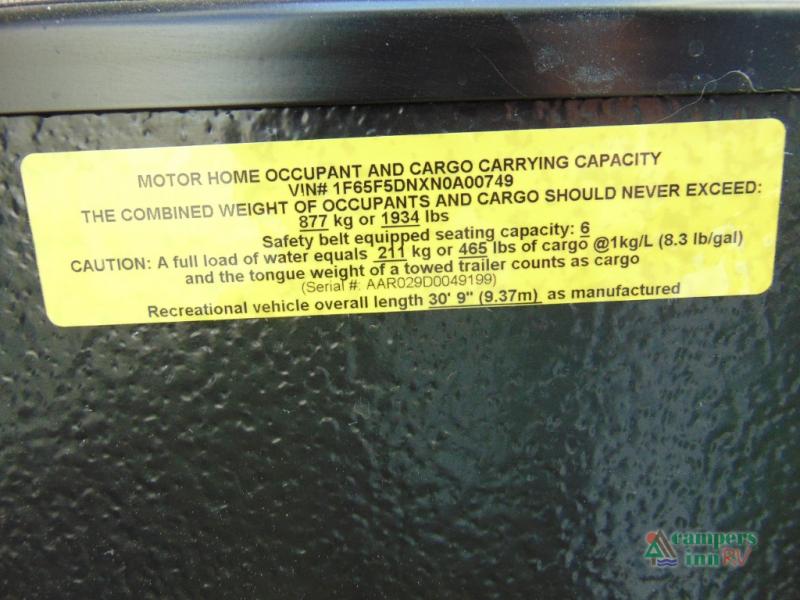 MOTOR HOME OCCUPANT AND CARGO CARRYING CAPACITY
VIN# 1F65F5DNXN0A00749
THE COMBINED WEIGHT OF OCCUPANTS AND CARGO SHOULD NEVER EXCEED:
877 kg or 1934 lbs
Safety belt equipped seating capacity: 6
CAUTION: A full load of water equals 211 kg or 465 lbs of cargo @1kg/L (8.3 lb/gal)
and the tongue weight of a towed trailer counts as cargo
(Serial #: AAR029D0049199)
Recreational vehicle overall length 30' 9" (9.37m) as manufactured
campers
inn RV